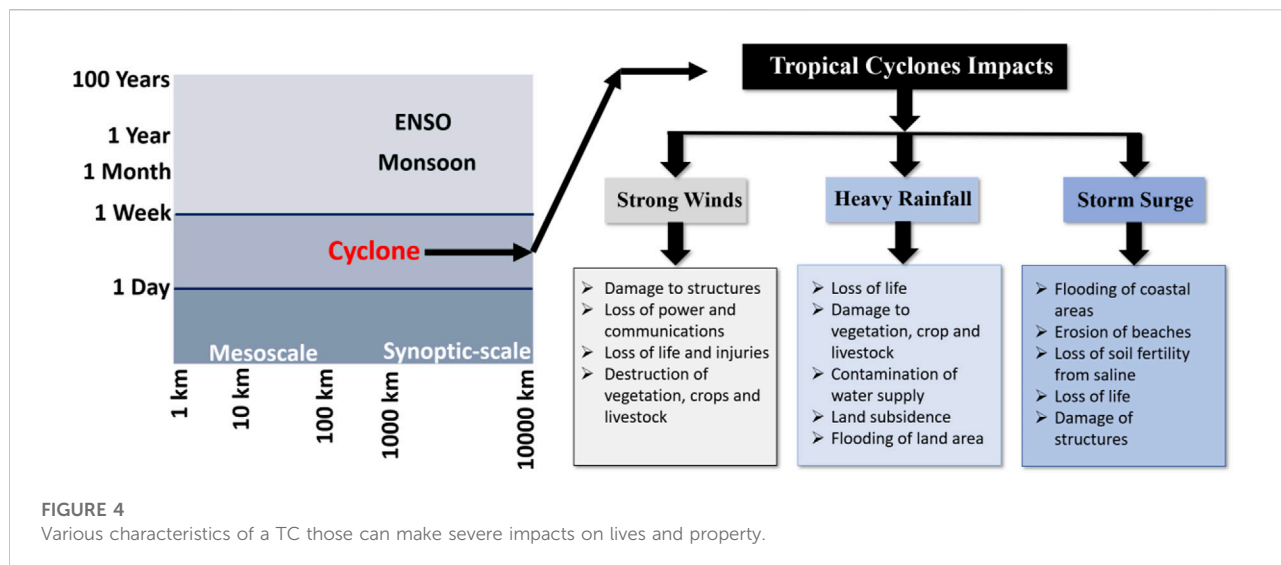 100 Years
1 Year
1 Month
1 Week
1 Day
ENSO
Monsoon
Cyclone
Mesoscale
Synoptic-scale
1 km
10 km
100 km
1000 km
10000 km
Tropical Cyclones Impacts
Strong Winds
➢ Damage to structures
➢ Loss of power and
communications
➢ Loss of life and injuries
➢ Destruction of
vegetation, crops and
livestock
Heavy Rainfall
➢ Loss of life
➢ Damage to
vegetation, crop and
livestock
➢ Contamination of
water supply
➢ Land subsidence
➢ Flooding of land area
Storm Surge
➢ Flooding of coastal
areas
➢ Erosion of beaches
➢ Loss of soil fertility
from saline
➢ Loss of life
➢ Damage of
structures
FIGURE 4
Various characteristics of a TC those can make severe impacts on lives and property.